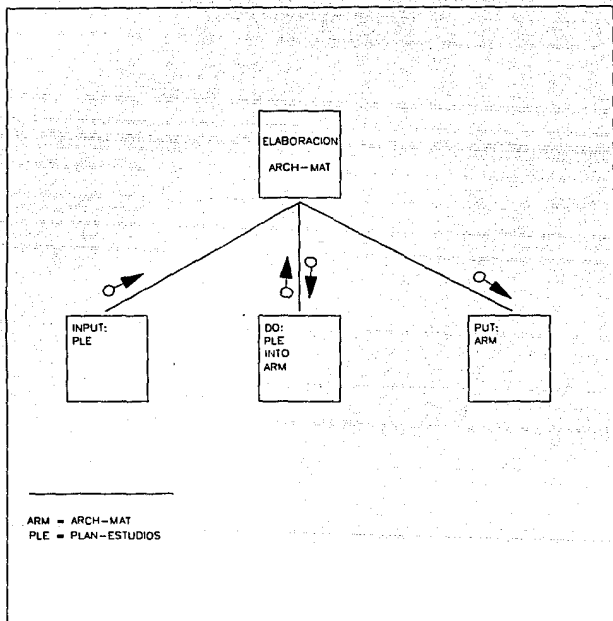 ELABORACION
ARCH-MAT
INPUT:
PLE
DO:
PLE
INTO
ARM
PUT:
ARM
ARM = ARCH-MAT
PLE = PLAN-ESTUDIOS